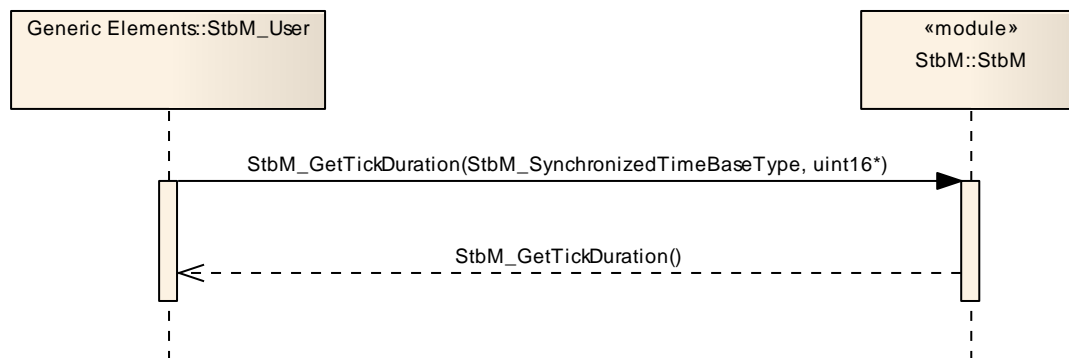 Generic Elements::StbM_User
«module»
StbM::StbM
StbM_GetTickDuration(StbM_SynchronizedTimeBaseType, uint16*)
StbM_GetTickDuration()